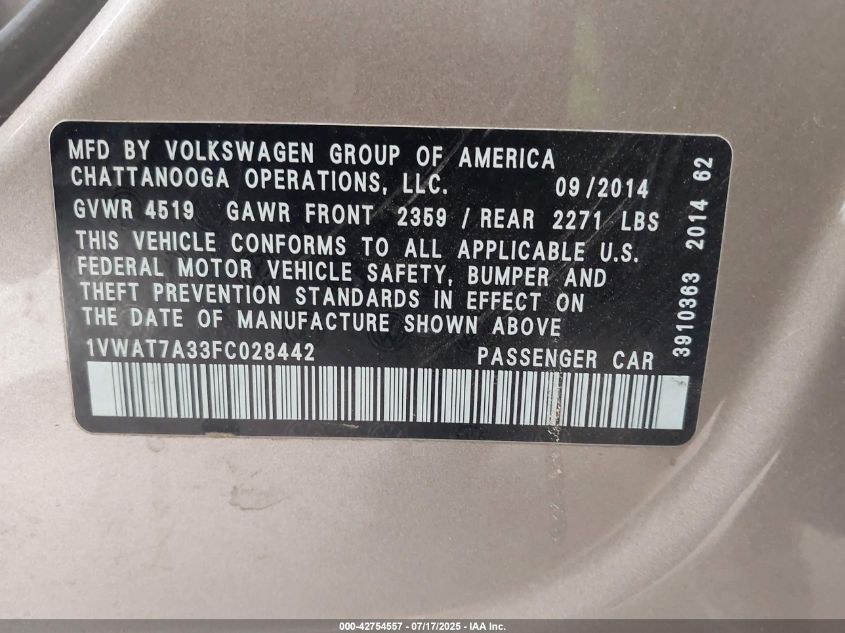 MFD BY VOLKSWAGEN GROUP OF AMERICA
CHATTANOOGA OPERATIONS, LLC. 09/2014
GVWR 4519 GAWR FRONT 2359 / REAR 2271 LBS
THIS VEHICLE CONFORMS TO ALL APPLICABLE U.S.
FEDERAL MOTOR VEHICLE SAFETY, BUMPER AND
THEFT PREVENTION STANDARDS IN EFFECT ON
THE DATE OF MANUFACTURE SHOWN ABOVE
1VWAT7A33FC028442 PASSENGER CAR
3910363 2014 62
000-42754557 - 07/17/2025 - IAA Inc.